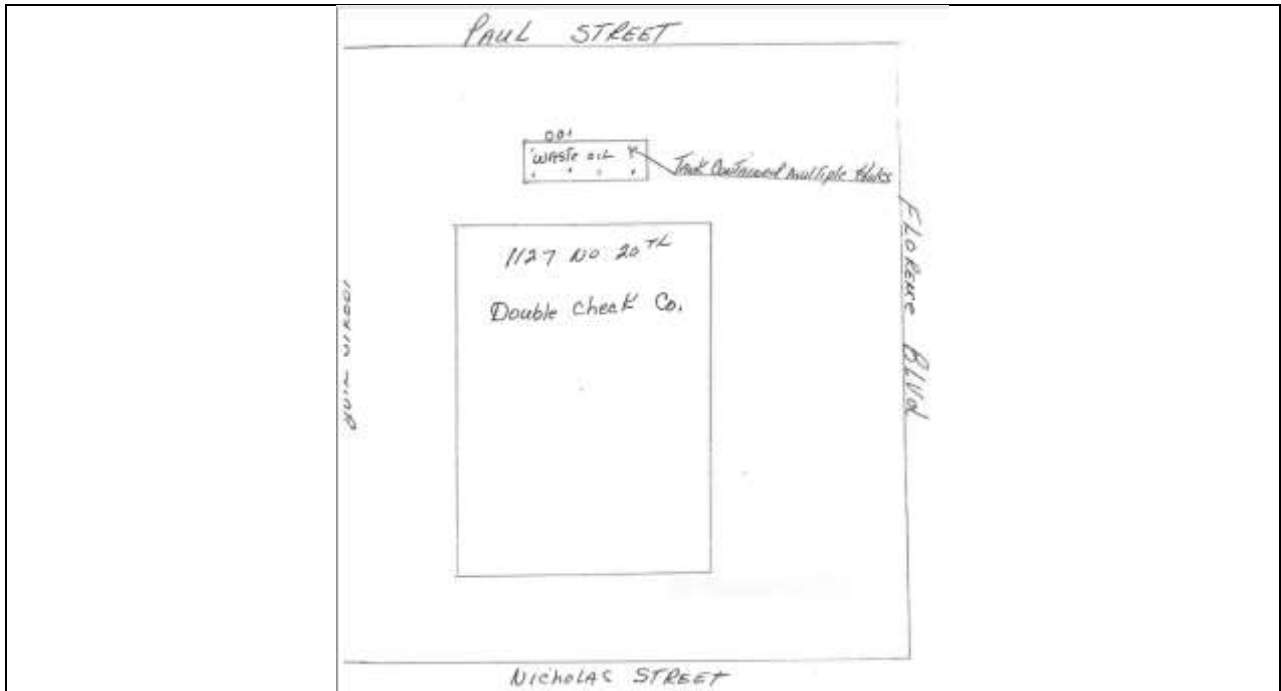 PAUL STREET
001
WASTE OIL
Tank Contained multiple Holes
1127 No 20TH
Double Check Co.
FLORENCE BLVD
NICHOLAS STREET